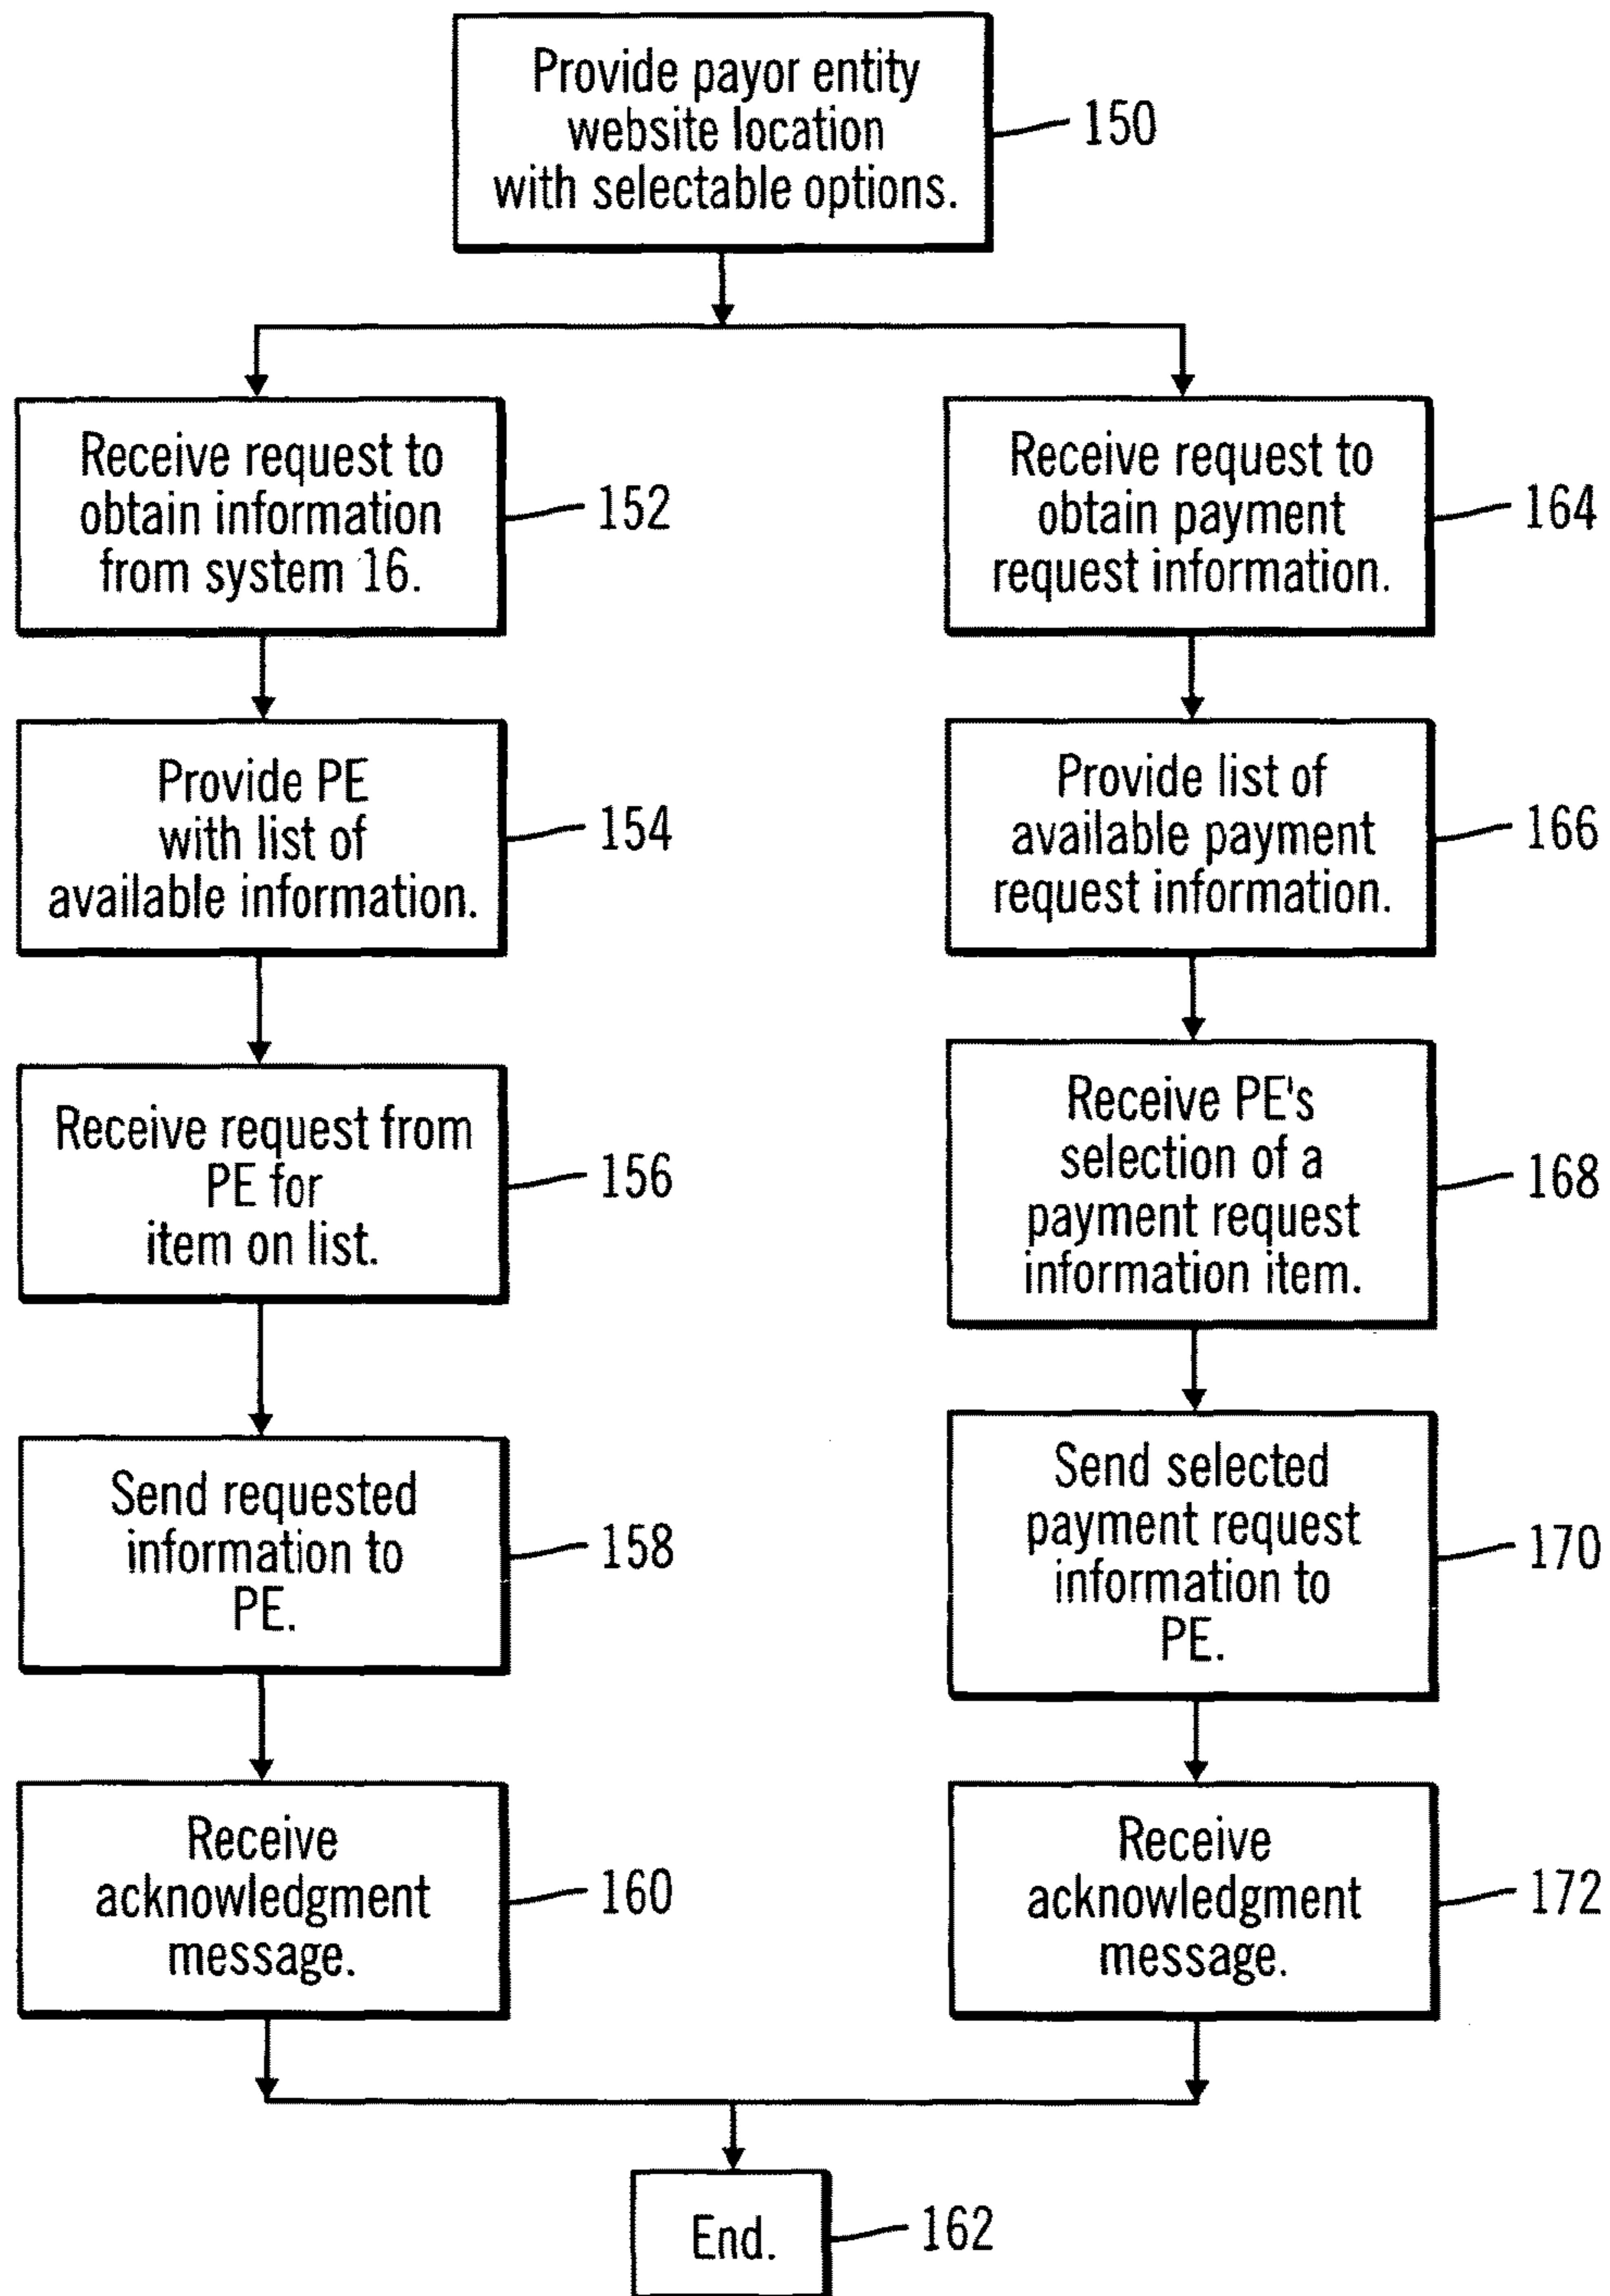 Provide payor entity
website location
with selectable options.
150
Receive request to
obtain information
from system 16.
152
Provide PE
with list of
available information.
154
Receive request from
PE for
item on list.
156
Send requested
information to
PE.
158
Receive
acknowledgment
message.
160
Receive request to
obtain payment
request information.
164
Provide list of
available payment
request information.
166
Receive PE's
selection of a
payment request
information item.
168
Send selected
payment request
information to
PE.
170
Receive
acknowledgment
message.
172
End.
162